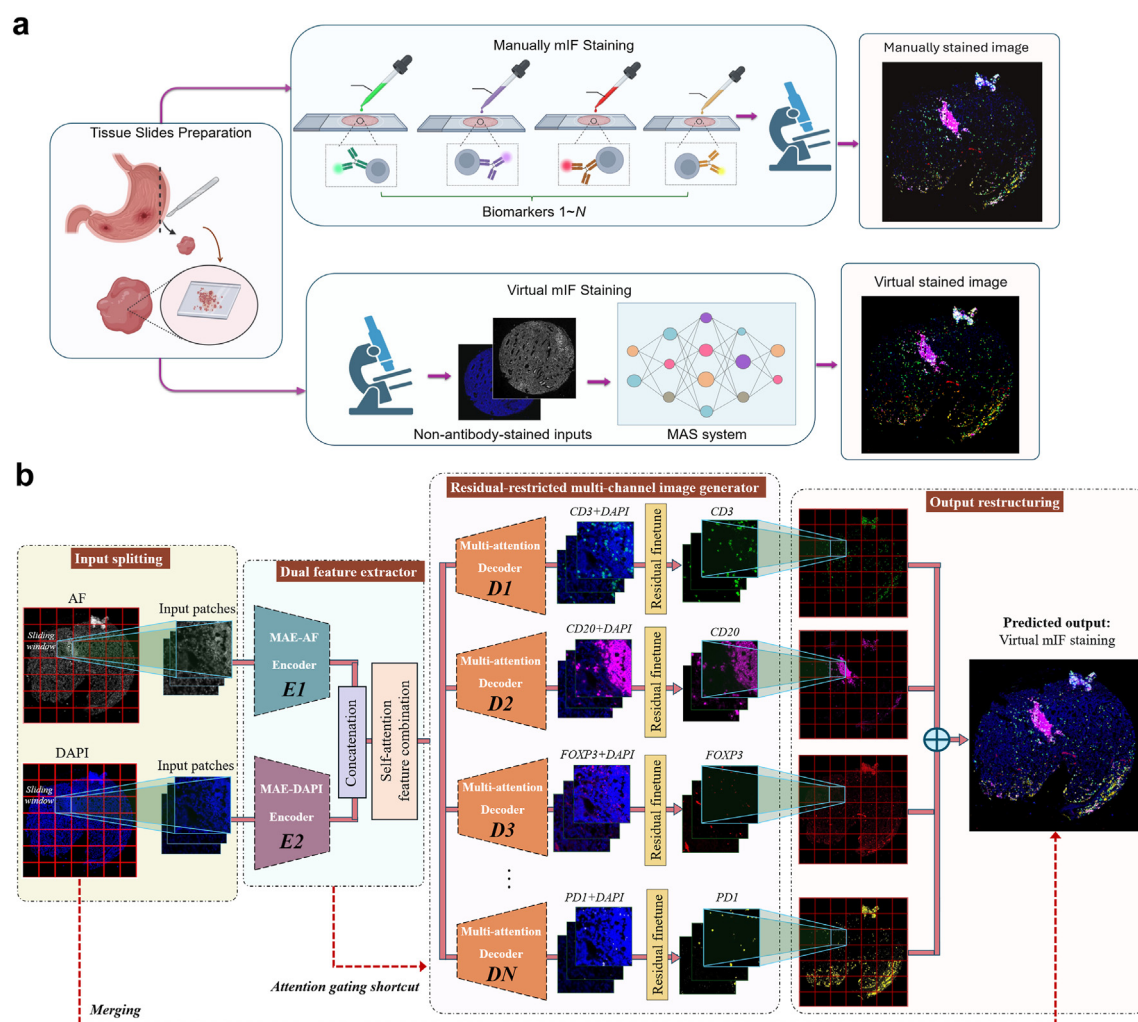 a
Manually mIF Staining
Manually stained image
Tissue Slides Preparation
Biomarkers 1~N
Virtual mIF Staining
Virtual stained image
Non-antibody-stained inputs
MAS system
b
Residual-restricted multi-channel image generator
Output restructuring
Input splitting
Dual feature extractor
AF
Input patches
Sliding
window
MAE-AF
Encoder
E1
DAPI
Input patches
Sliding
window
MAE-DAPI
Encoder
E2
Concatenation
Self-attention
feature combination
Multi-attention
Decoder
D1
CD3+DAPI
Residual finetune
CD3
Multi-attention
Decoder
D2
CD20+DAPI
Residual finetune
CD20
Multi-attention
Decoder
D3
FOXP3+DAPI
Residual finetune
FOXP3
Multi-attention
Decoder
DN
PD1+DAPI
Residual finetune
PD1
Predicted output:
Virtual mIF staining
Attention gating shortcut
Merging